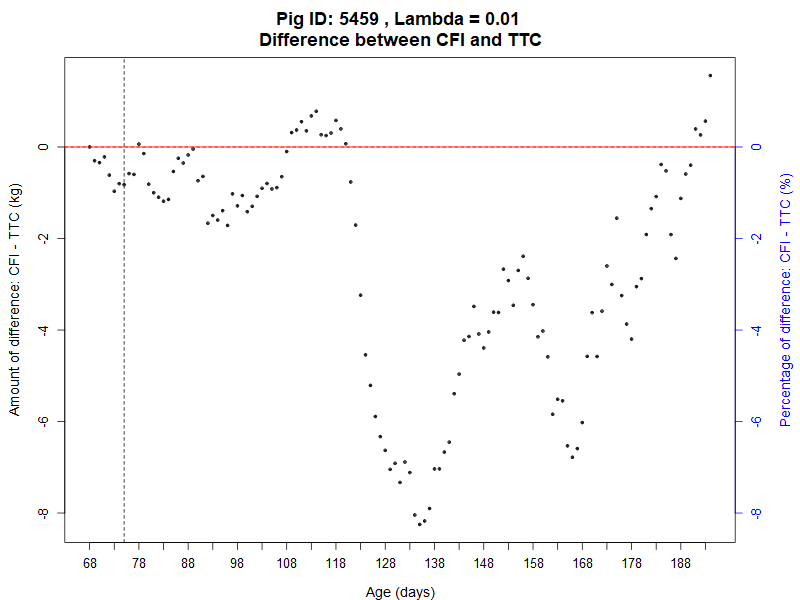 Pig ID: 5459 , Lambda = 0.01
Difference between CFI and TTC
Amount of difference: CFI - TTC (kg)
0
-2
-4
-6
-8
0
-2
-4
-6
-8
Percentage of difference: CFI - TTC (%)
68 78 88 98 108 118 128 138 148 158 168 178 188
Age (days)